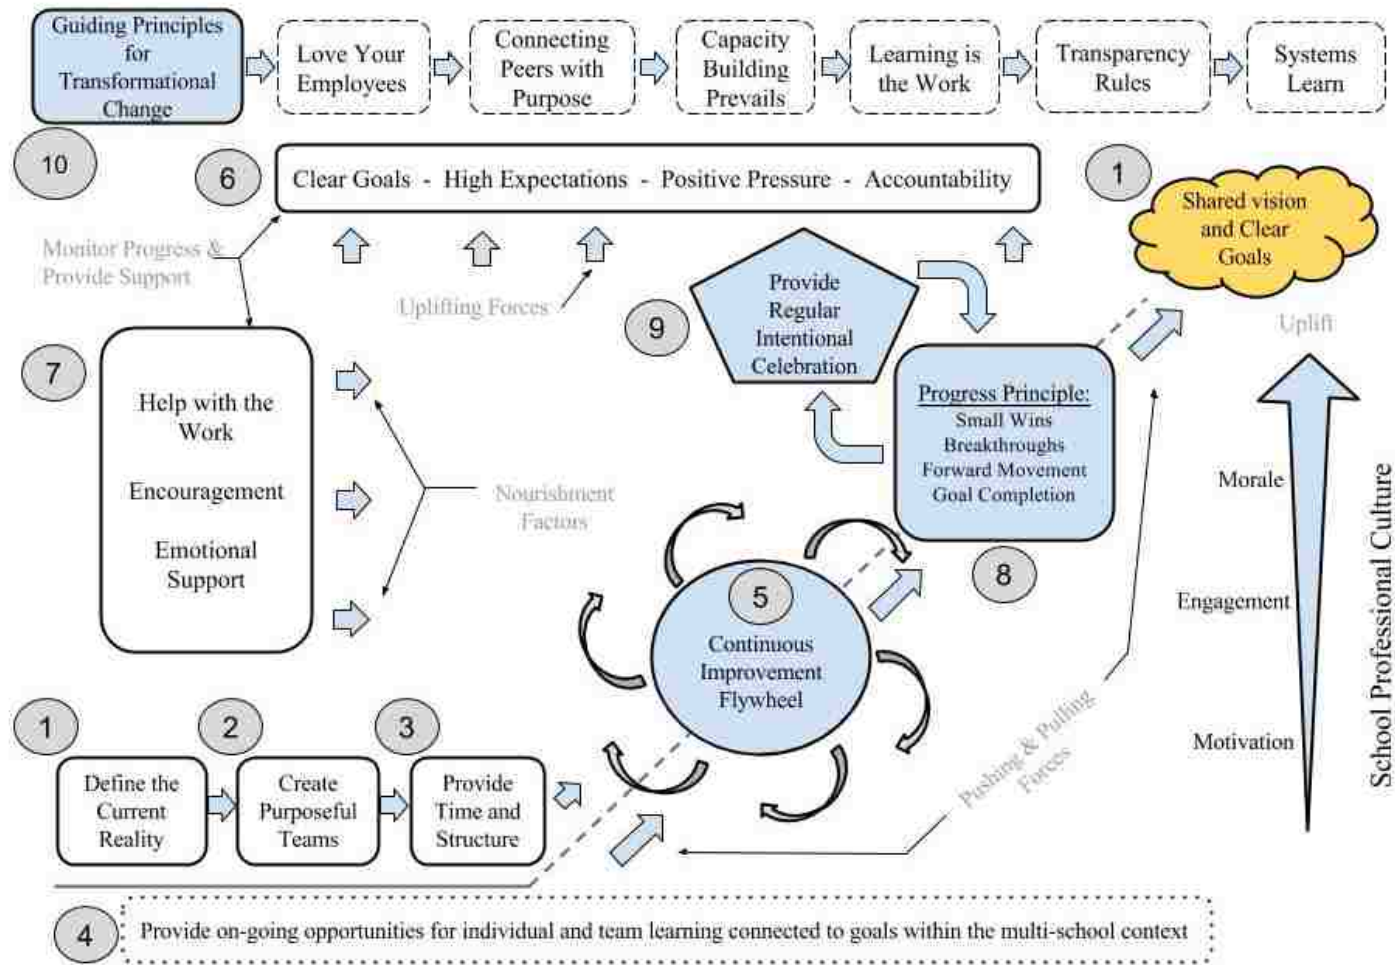 Guiding Principles
for
Transformational
Change
Love Your
Employees
Connecting
Peers with
Purpose
Capacity
Building
Prevails
Learning is
the Work
Transparency
Rules
Systems
Learn
10
6
Clear Goals - High Expectations - Positive Pressure - Accountability
1
Shared vision
and Clear
Goals
Monitor Progress &
Provide Support
Uplifting Forces
9
Provide
Regular
Intentional
Celebration
Uplift
7
Help with the
Work
Encouragement
Emotional
Support
Nourishment
Factors
Progress Principle:
Small Wins
Breakthroughs
Forward Movement
Goal Completion
8
5
Continuous
Improvement
Flywheel
Morale
Engagement
Motivation
School Professional Culture
Pushing & Pulling
Forces
1
Define the
Current
Reality
2
Create
Purposeful
Teams
3
Provide
Time and
Structure
4
Provide on-going opportunities for individual and team learning connected to goals within the multi-school context